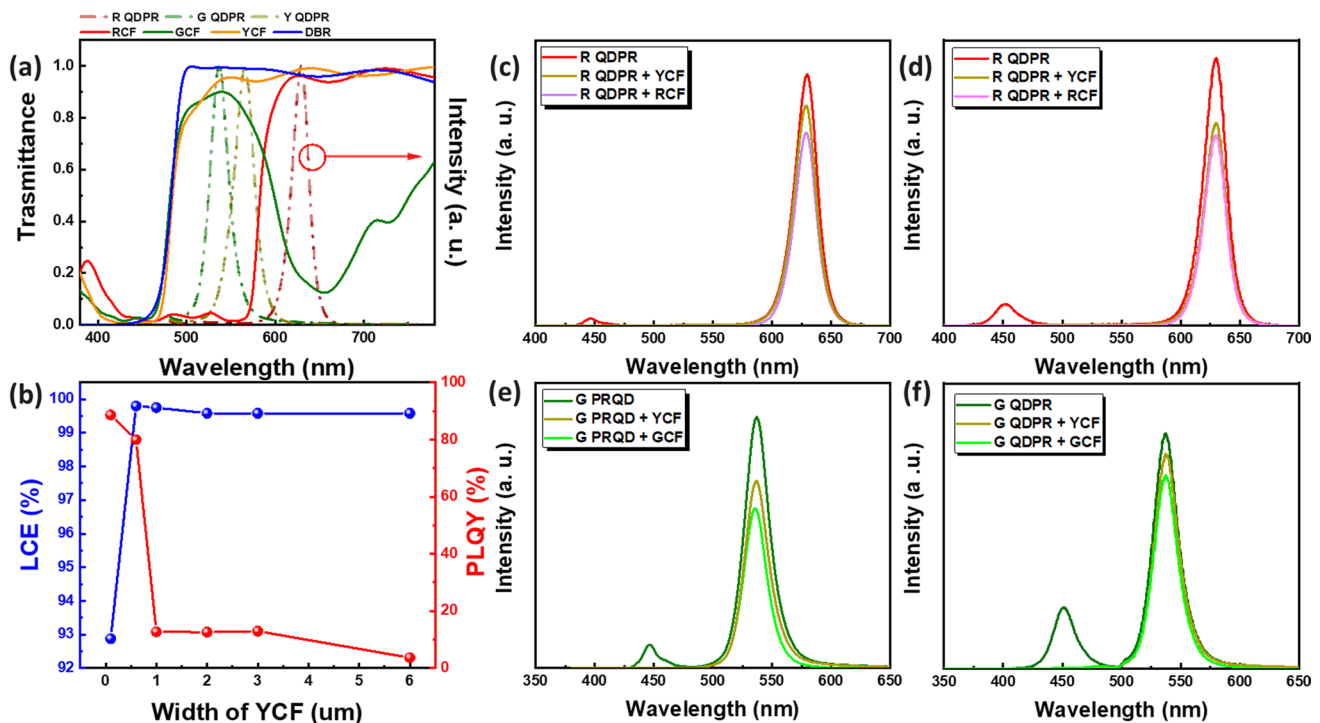 R QDPR G QDPR Y QDPR
RCF GCF YCF DBR
(a)
1.0
0.8
0.6
0.4
0.2
0.0
Trasmittance
Intensity (a. u.)
400 500 600 700
Wavelength (nm)
(c)
R QDPR
R QDPR + YCF
R QDPR + RCF
Intensity (a. u.)
400 450 500 550 600 650 700
Wavelength (nm)
(d)
R QDPR
R QDPR + YCF
R QDPR + RCF
Intensity (a. u.)
400 450 500 550 600 650 700
Wavelength (nm)
(b)
100
99
98
97
96
95
94
93
92
LCE (%)
100
80
60
40
20
0
PLQY (%)
0 1 2 3 4 5 6
Width of YCF (um)
(e)
G PRQD
G PRQD + YCF
G PRQD + GCF
Intensity (a. u.)
350 400 450 500 550 600 650
Wavelength (nm)
(f)
G QDPR
G QDPR + YCF
G QDPR + GCF
Intensity (a .u.)
350 400 450 500 550 600 650
Wavelength (nm)